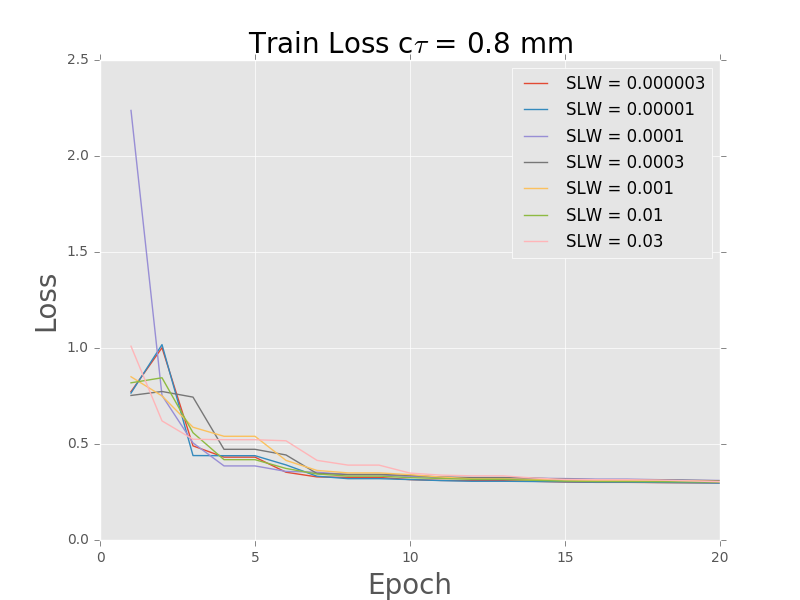 Train Loss cτ = 0.8 mm
2.5
2.0
1.5
1.0
0.5
0.0
Loss
SLW = 0.000003
SLW = 0.00001
SLW = 0.0001
SLW = 0.0003
SLW = 0.001
SLW = 0.01
SLW = 0.03
0 5 10 15 20
Epoch